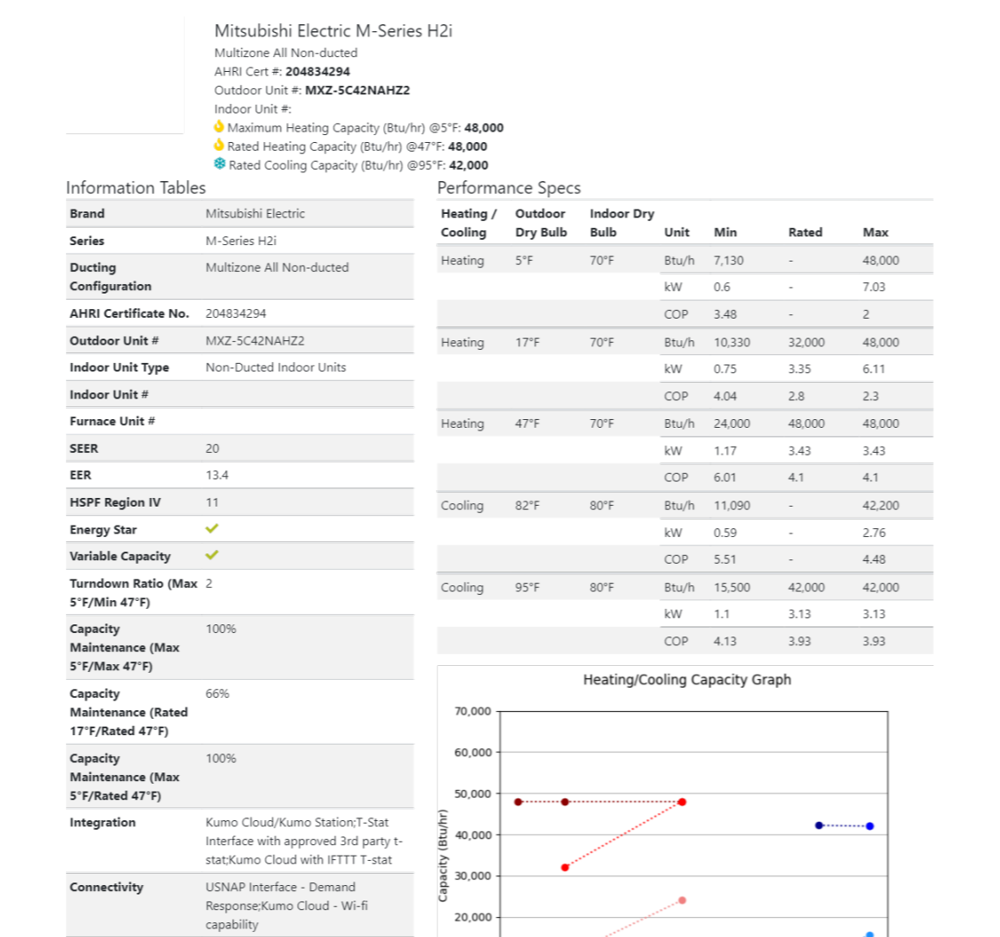 Mitsubishi Electric M-Series H2i
Multizone All Non-ducted
AHRI Cert #: 204834294
Outdoor Unit #: MXZ-5C42NAHZ2
Indoor Unit #:
Maximum Heating Capacity (Btu/hr) @5°F: 48,000
Rated Heating Capacity (Btu/hr) @47°F: 48,000
Rated Cooling Capacity (Btu/hr) @95°F: 42,000
Information Tables
Brand Mitsubishi Electric
Series M-Series H2i
Ducting Multizone All Non-ducted
Configuration
AHRI Certificate No. 204834294
Outdoor Unit # MXZ-5C42NAHZ2
Indoor Unit Type Non-Ducted Indoor Units
Indoor Unit #
Furnace Unit #
SEER 20
EER 13.4
HSPF Region IV 11
Energy Star
Variable Capacity
Turndown Ratio (Max 2
5°F/Min 47°F)
Capacity 100%
Maintenance (Max
5°F/Max 47°F)
Capacity 66%
Maintenance (Rated
17°F/Rated 47°F)
Capacity 100%
Maintenance (Max
5°F/Rated 47°F)
Integration Kumo Cloud/Kumo Station;T-Stat
Interface with approved 3rd party t-
stat;Kumo Cloud with IFTTT T-stat
Connectivity USNAP Interface - Demand
Response;Kumo Cloud - Wi-fi
capability
Performance Specs
Heating / Outdoor Indoor Dry
Cooling Dry Bulb Bulb Unit Min Rated Max
Heating 5°F 70°F Btu/h 7,130 - 48,000
kW 0.6 - 7.03
COP 3.48 - 2
Heating 17°F 70°F Btu/h 10,330 32,000 48,000
kW 0.75 3.35 6.11
COP 4.04 2.8 2.3
Heating 47°F 70°F Btu/h 24,000 48,000 48,000
kW 1.17 3.43 3.43
COP 6.01 4.1 4.1
Cooling 82°F 80°F Btu/h 11,090 - 42,200
kW 0.59 - 2.76
COP 5.51 - 4.48
Cooling 95°F 80°F Btu/h 15,500 42,000 42,000
kW 1.1 3.13 3.13
COP 4.13 3.93 3.93
Heating/Cooling Capacity Graph
Capacity (Btu/hr)
70,000
60,000
50,000
40,000
30,000
20,000